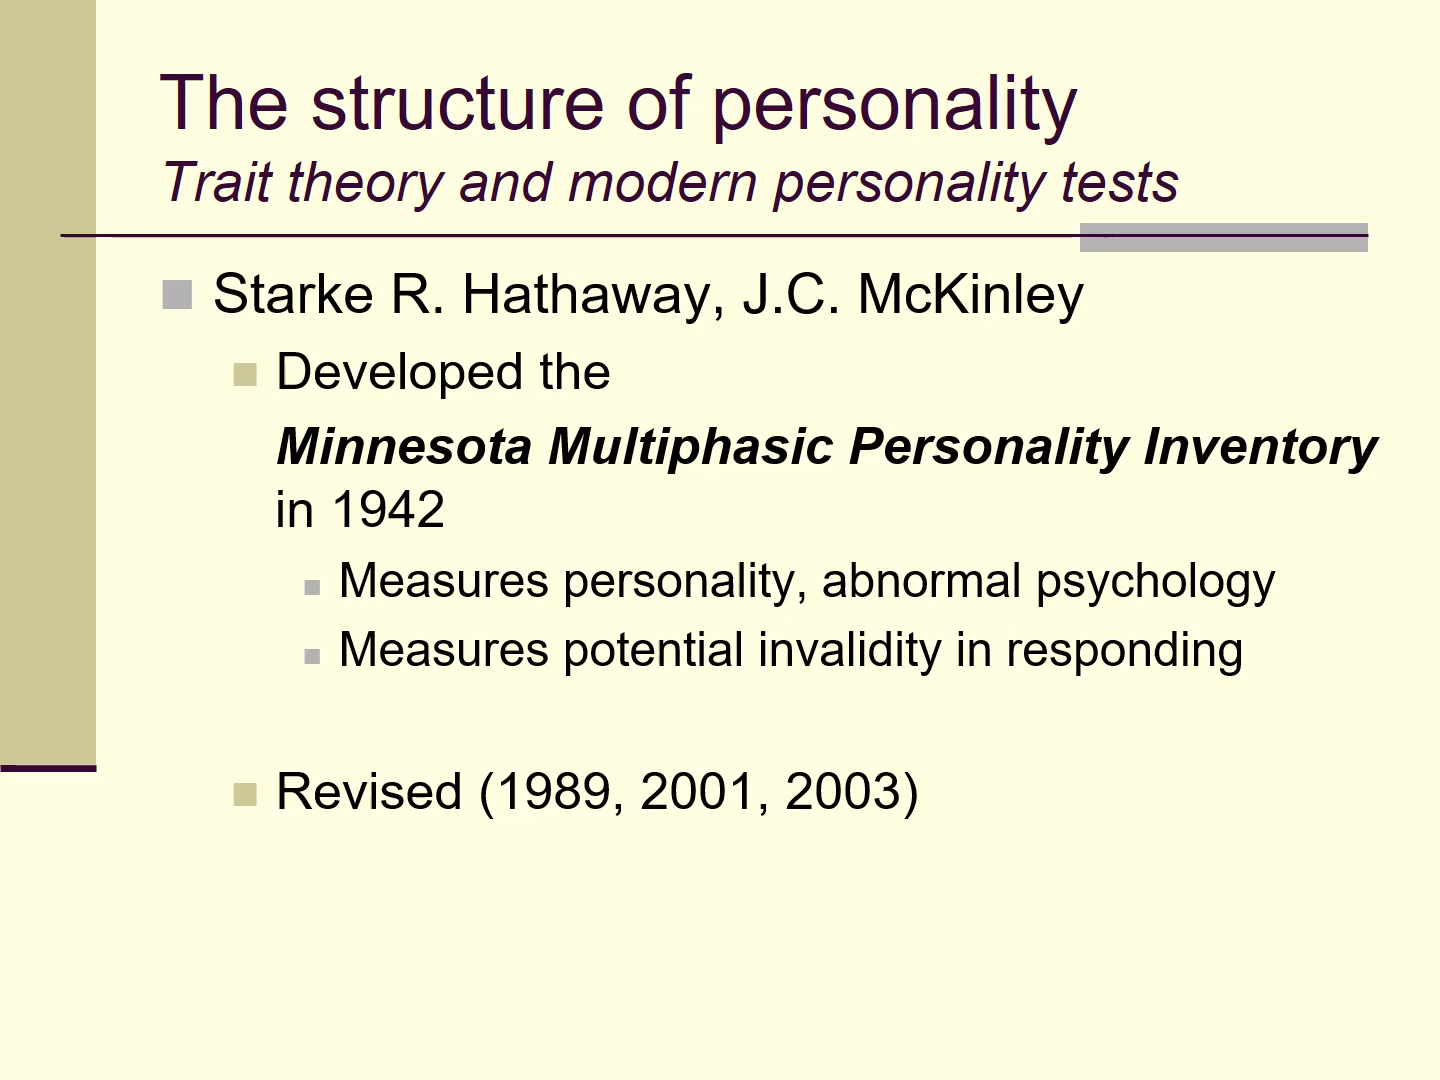 The structure of personality
Trait theory and modern personality tests
Starke R. Hathaway, J.C. McKinley
Developed the
Minnesota Multiphasic Personality Inventory
in 1942
Measures personality, abnormal psychology
Measures potential invalidity in responding
Revised (1989, 2001, 2003)